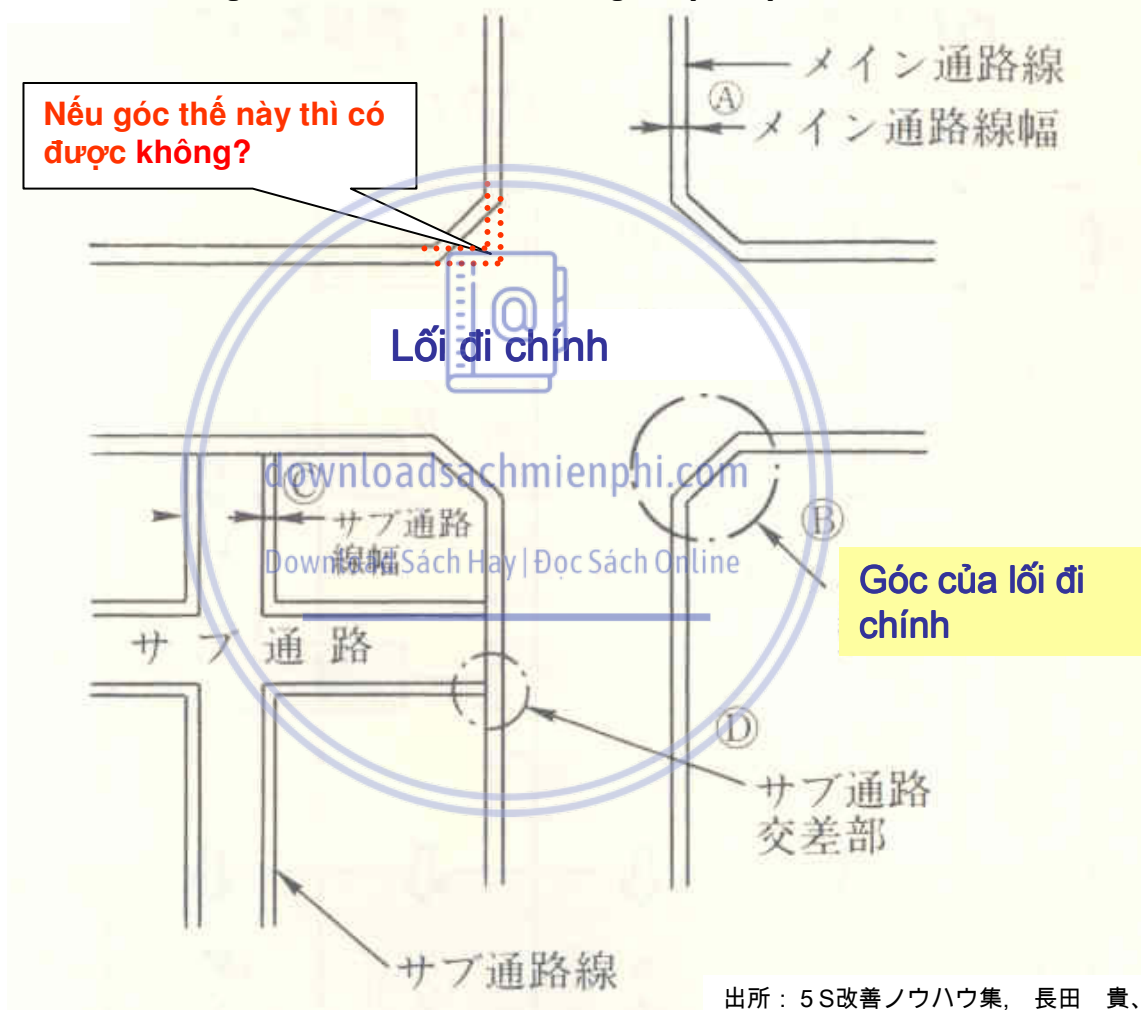 メイン通路線
Ⓐ
メイン通路線幅
Nếu góc thế này thì có
được không?
Lối đi chính
downloadsachmienphi.com
Download Sách Hay | Đọc Sách Online
Ⓒ
サブ通路
線幅
Ⓑ
Góc của lối đi
chính
サブ通路
Ⓓ
サブ通路
交差部
サブ通路線
出所：５S改善ノウハウ集,　長田　貴、